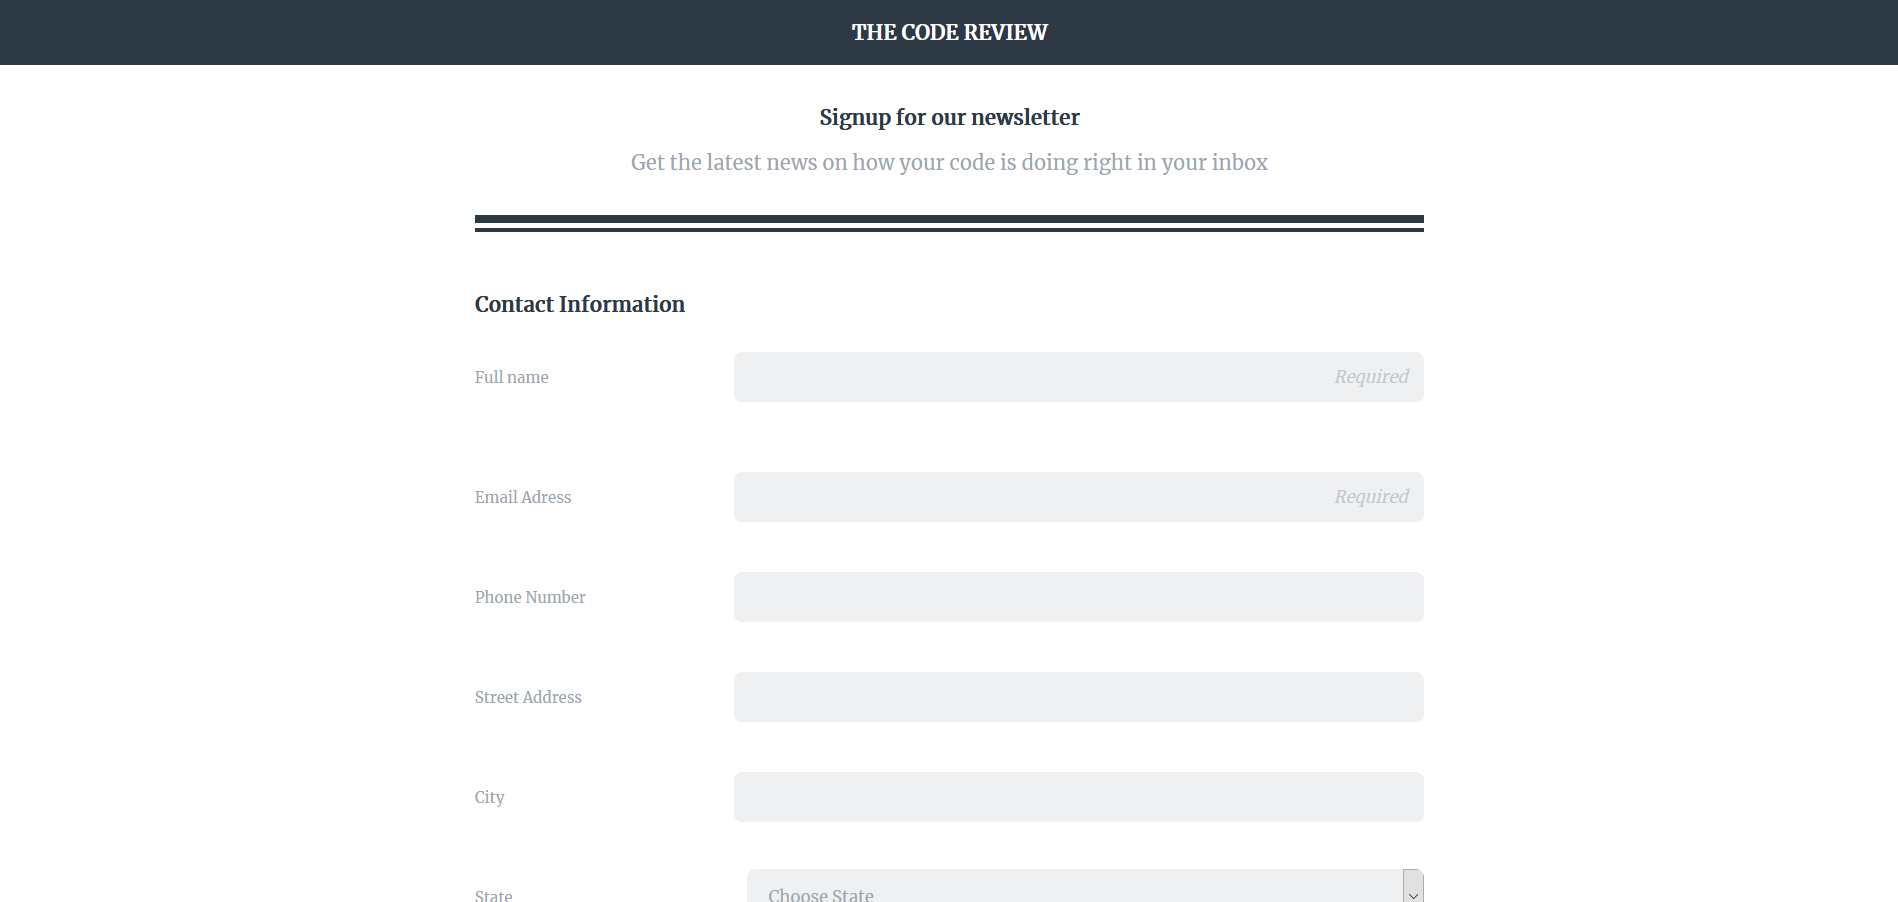 THE CODE REVIEW
Signup for our newsletter
Get the latest news on how your code is doing right in your inbox
Contact Information
Full name
Required
Email Adress
Required
Phone Number
Street Address
City
State
Choose State